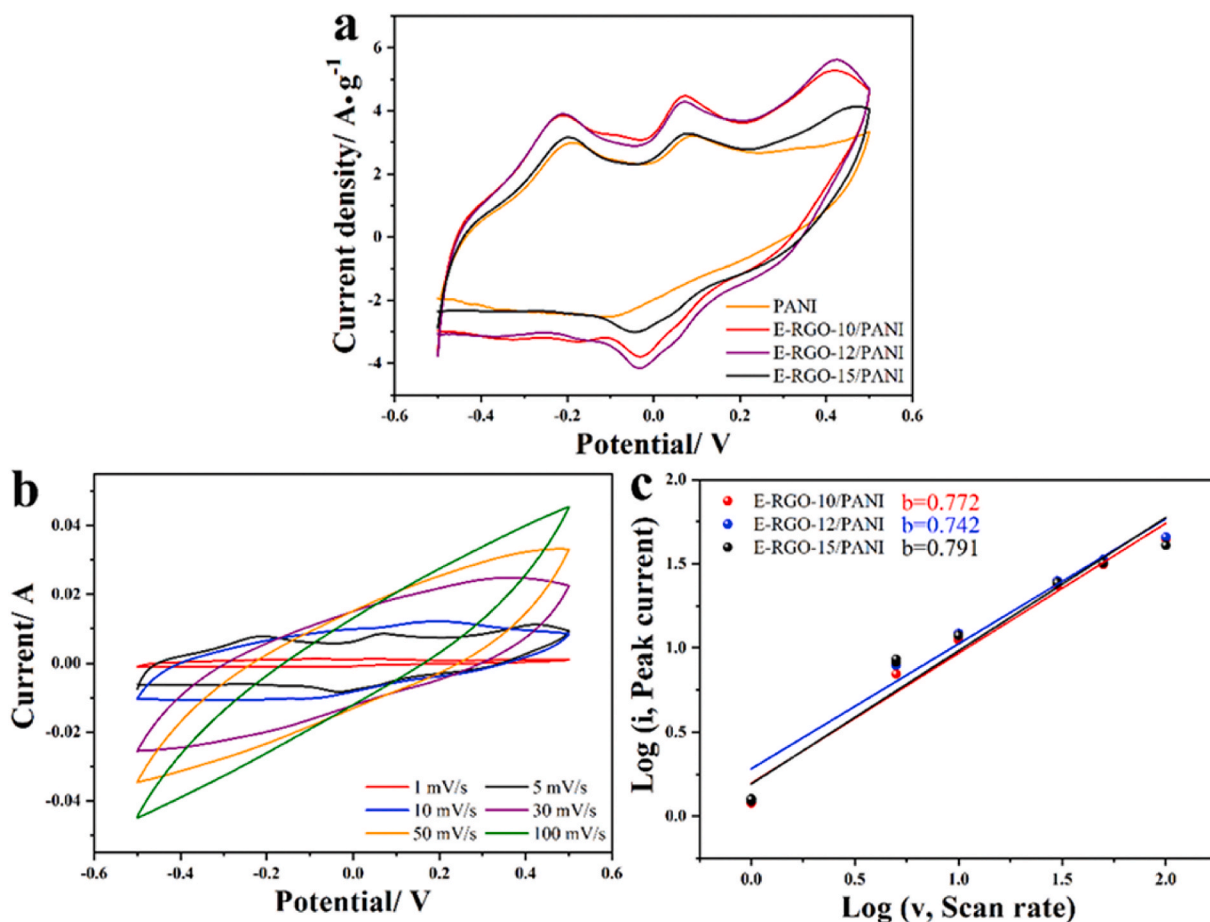 a
Current density/ A·g⁻¹
6
4
2
0
-2
-4
-0.6 -0.4 -0.2 0.0 0.2 0.4 0.6
Potential/ V
PANI
E-RGO-10/PANI
E-RGO-12/PANI
E-RGO-15/PANI
b
Current/ A
0.04
0.02
0.00
-0.02
-0.04
-0.6 -0.4 -0.2 0.0 0.2 0.4 0.6
Potential/ V
1 mV/s 5 mV/s
10 mV/s 30 mV/s
50 mV/s 100 mV/s
c
Log (i, Peak current)
2.0
1.5
1.0
0.5
0.0
0.0 0.5 1.0 1.5 2.0
Log (v, Scan rate)
E-RGO-10/PANI b=0.772
E-RGO-12/PANI b=0.742
E-RGO-15/PANI b=0.791